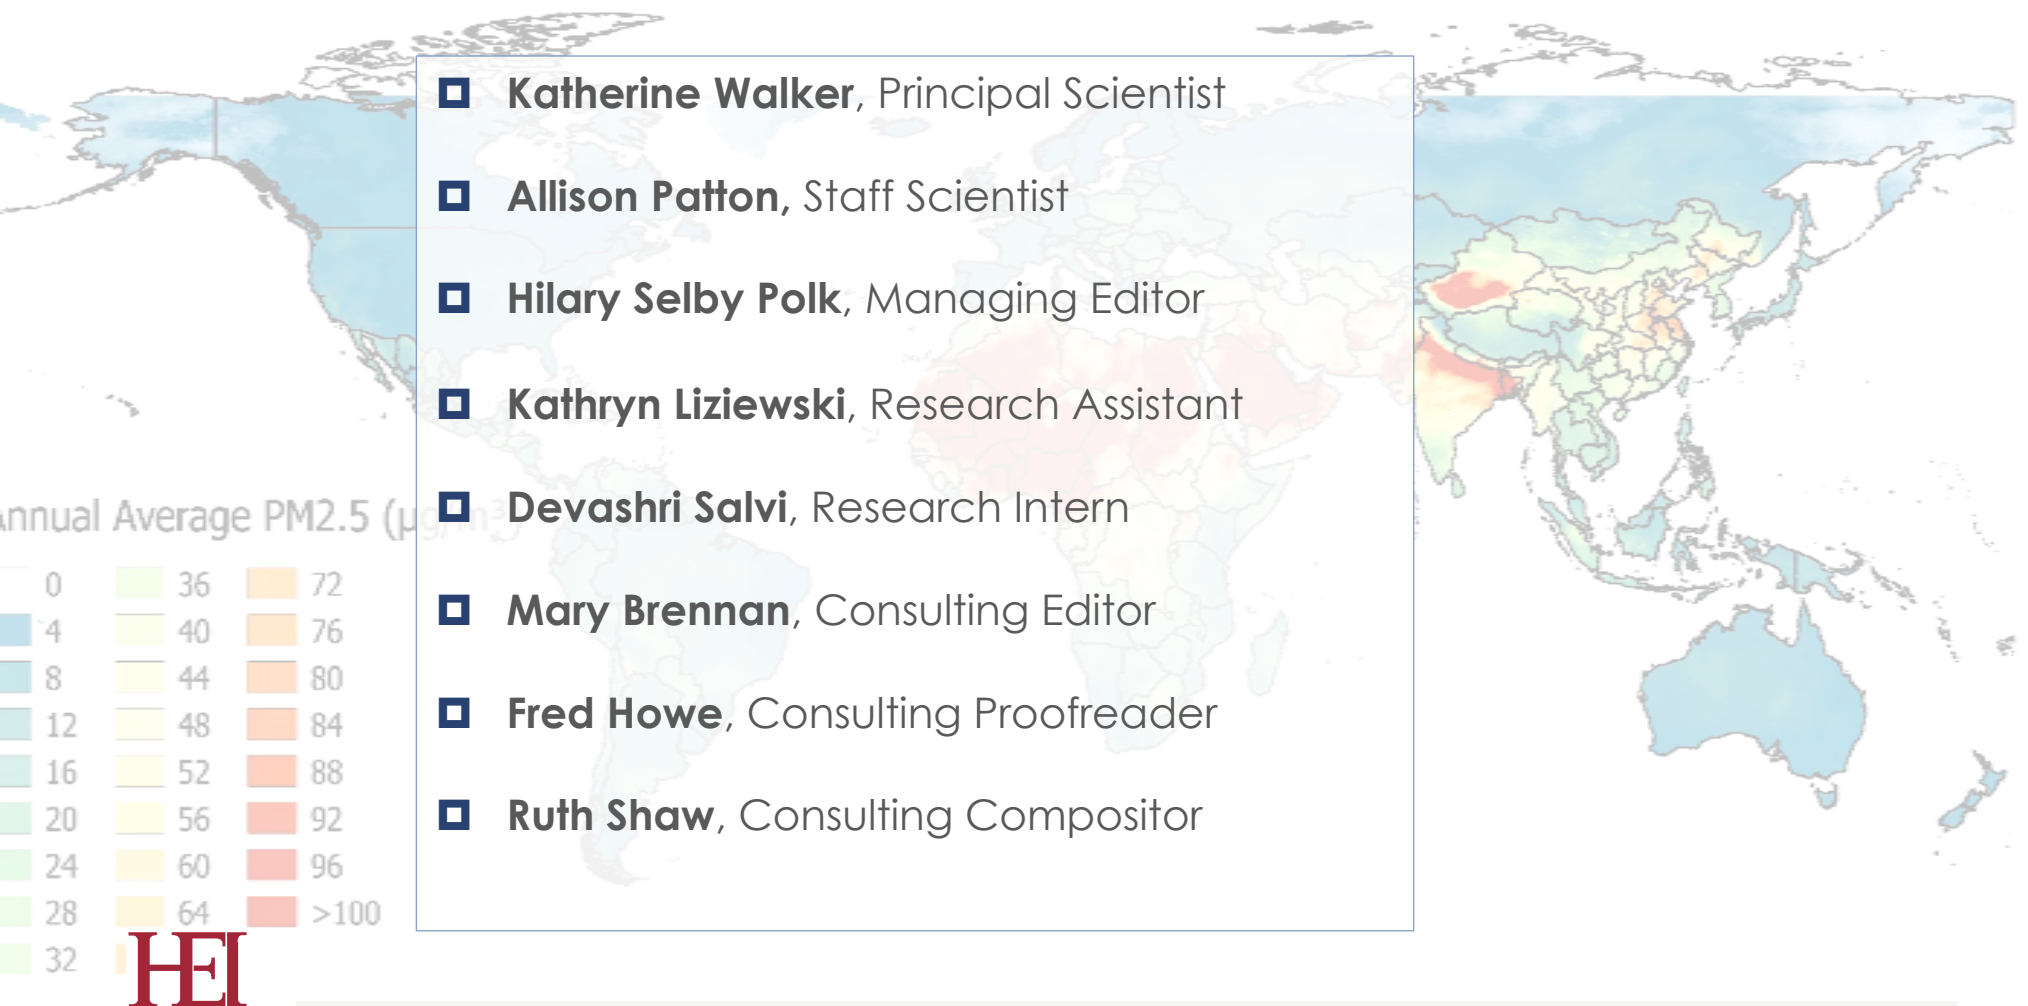 Katherine Walker, Principal Scientist
Allison Patton, Staff Scientist
Hilary Selby Polk, Managing Editor
Kathryn Liziewski, Research Assistant
Devashri Salvi, Research Intern
Mary Brennan, Consulting Editor
Fred Howe, Consulting Proofreader
Ruth Shaw, Consulting Compositor
Annual Average PM2.5 (µg/m³)
0 36 72
4 40 76
8 44 80
12 48 84
16 52 88
20 56 92
24 60 96
28 64 >100
32
HEI